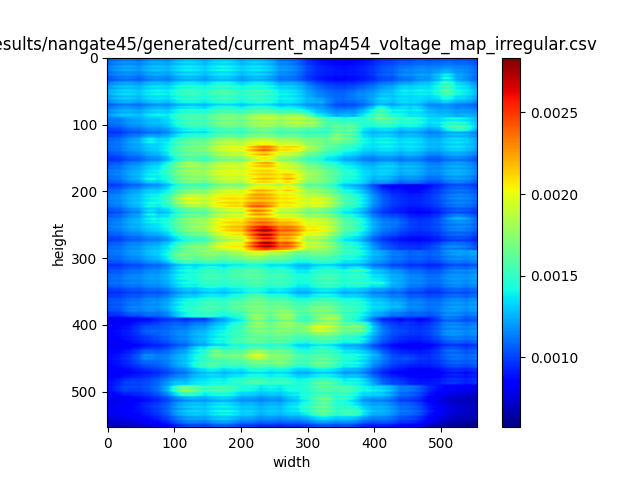 esults/nangate45/generated/current_map454_voltage_map_irregular.csv
0
100
200
300
400
500
height
0 100 200 300 400 500
width
0.0025
0.0020
0.0015
0.0010